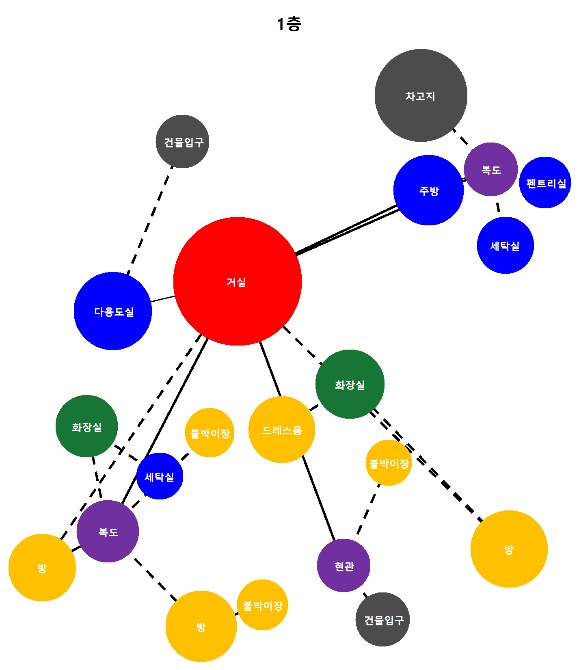 1층
차고지
건물입구
복도
펜트리실
주방
세탁실
거실
다용도실
화장실
화장실
드레스룸
붙박이장
붙박이장
세탁실
복도
방
현관
방
붙박이장
방
건물입구